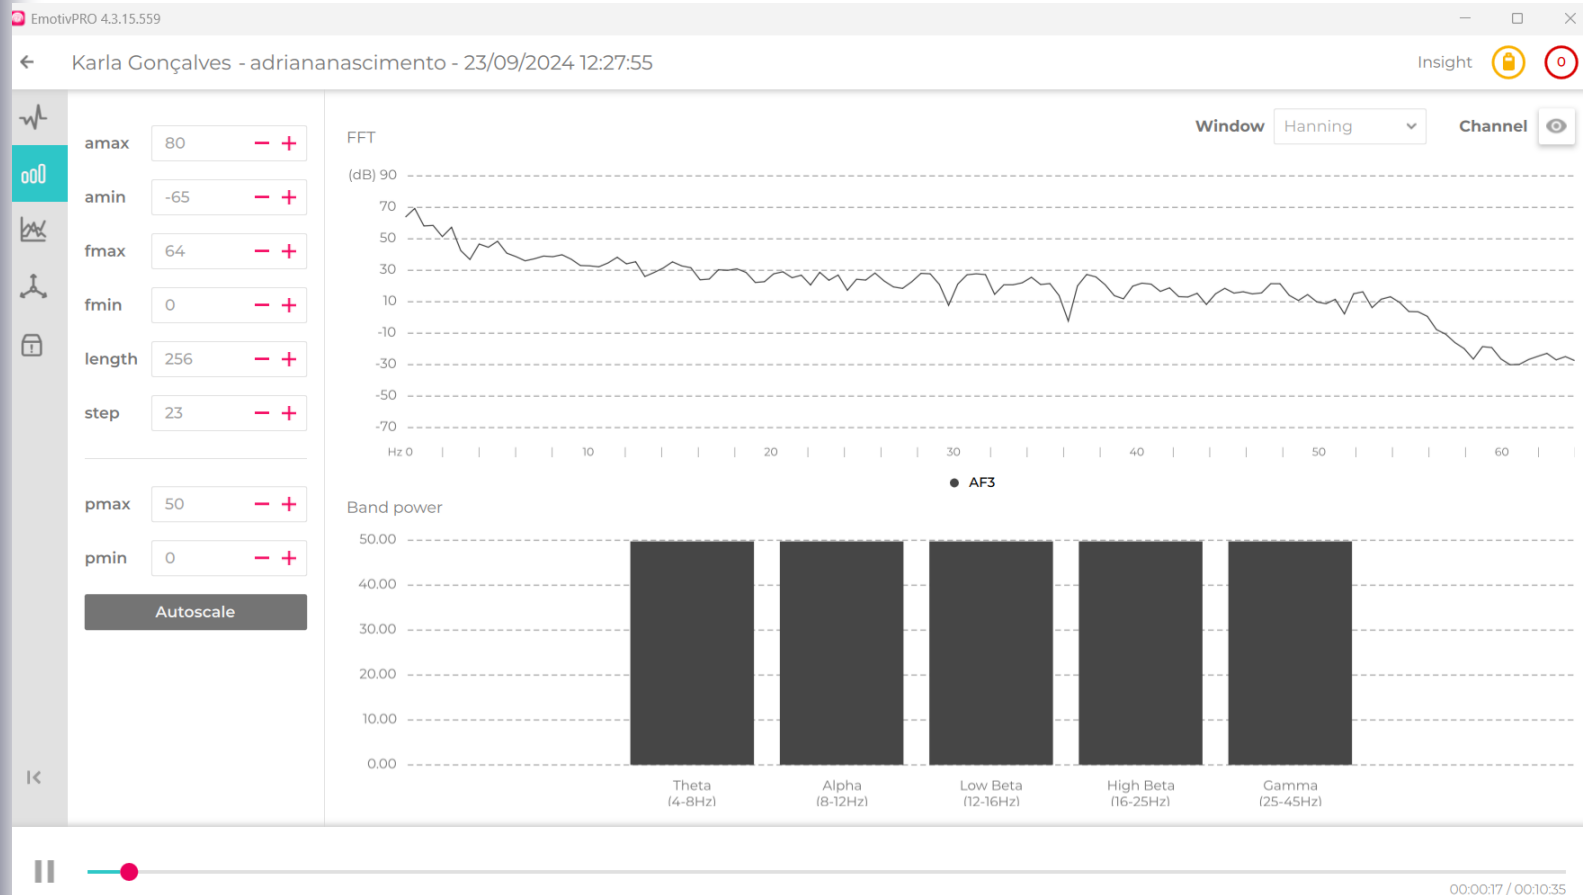 EmotivPRO 4.3.15.559
Karla Gonçalves - adriananascimento - 23/09/2024 12:27:55
Insight
0
amax 80
amin -65
fmax 64
fmin 0
length 256
step 23
pmax 50
pmin 0
Autoscale
FFT
Window Hanning
Channel
(dB) 90
70
50
30
10
-10
-30
-50
-70
Hz 0 10 20 30 40 50 60
AF3
Band power
50.00
40.00
30.00
20.00
10.00
0.00
Theta Alpha Low Beta High Beta Gamma
(4-8Hz) (8-12Hz) (12-16Hz) (16-25Hz) (25-45Hz)
00:00:17 / 00:10:35